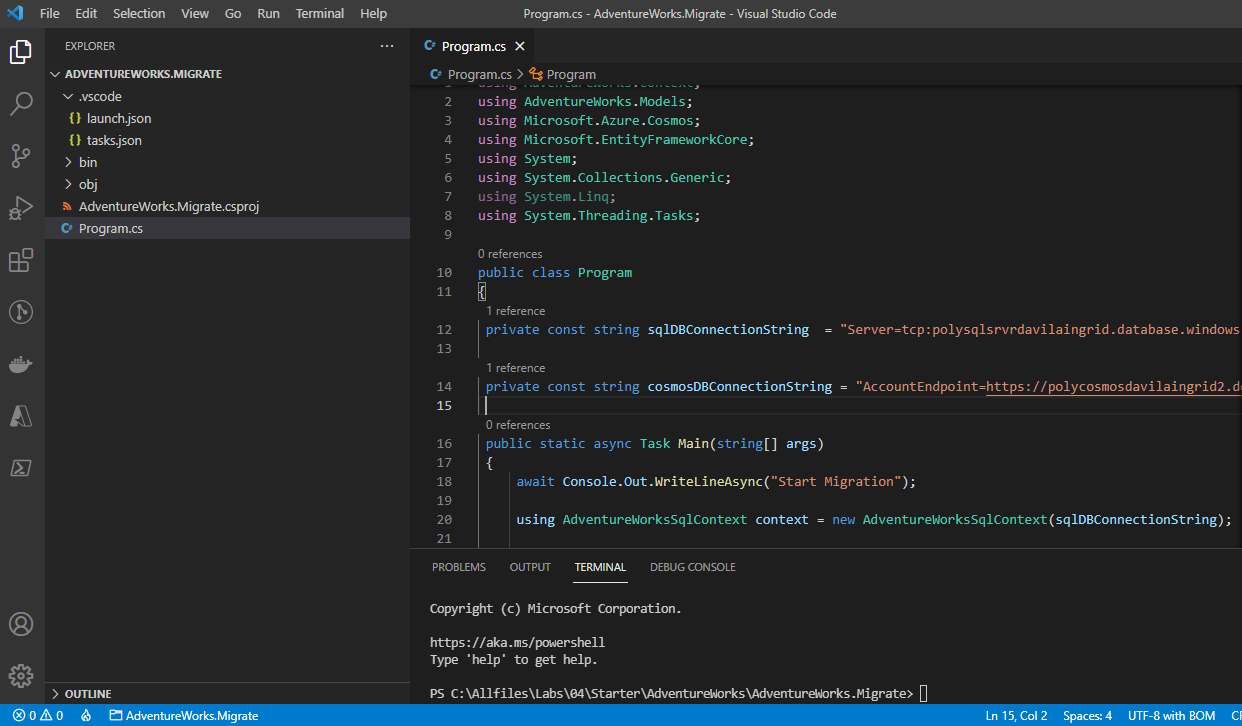 File Edit Selection View Go Run Terminal Help Program.cs - AdventureWorks.Migrate - Visual Studio Code
EXPLORER ···
ADVENTUREWORKS.MIGRATE
.vscode
{} launch.json
{} tasks.json
bin
obj
AdventureWorks.Migrate.csproj
C# Program.cs
C# Program.cs
C# Program.cs > Program
1 using AdventureWorks.Context;
2 using AdventureWorks.Models;
3 using Microsoft.Azure.Cosmos;
4 using Microsoft.EntityFrameworkCore;
5 using System;
6 using System.Collections.Generic;
7 using System.Linq;
8 using System.Threading.Tasks;
9
0 references
10 public class Program
11 {
1 reference
12 private const string sqlDBConnectionString  = "Server=tcp:polysqlsrvrdavilaingrid.database.windows
13
1 reference
14 private const string cosmosDBConnectionString = "AccountEndpoint=https://polycosmosdavilaingrid2.d
15
0 references
16 public static async Task Main(string[] args)
17 {
18 await Console.Out.WriteLineAsync("Start Migration");
19
20 using AdventureWorksSqlContext context = new AdventureWorksSqlContext(sqlDBConnectionString);
21
PROBLEMS OUTPUT TERMINAL DEBUG CONSOLE
Copyright (c) Microsoft Corporation.
https://aka.ms/powershell
Type 'help' to get help.
PS C:\Allfiles\Labs\04\Starter\AdventureWorks\AdventureWorks.Migrate>
OUTLINE
0 0 AdventureWorks.Migrate Ln 15, Col 2 Spaces: 4 UTF-8 with BOM